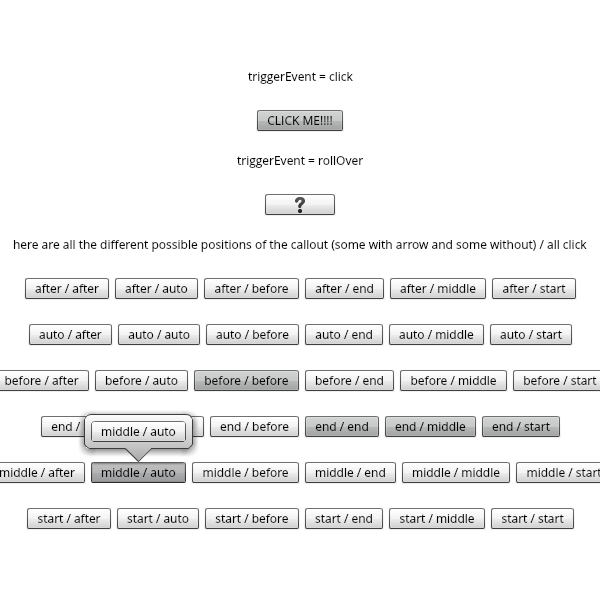 triggerEvent = click
CLICK ME!!!!
triggerEvent = rollOver
?
here are all the different possible positions of the callout (some with arrow and some without) / all click
after / after after / auto after / before after / end after / middle after / start
auto / after auto / auto auto / before auto / end auto / middle auto / start
before / after before / auto before / before before / end before / middle before / start
end / end / before end / end end / middle end / start
middle / auto
middle / after middle / auto middle / before middle / end middle / middle middle / start
start / after start / auto start / before start / end start / middle start / start